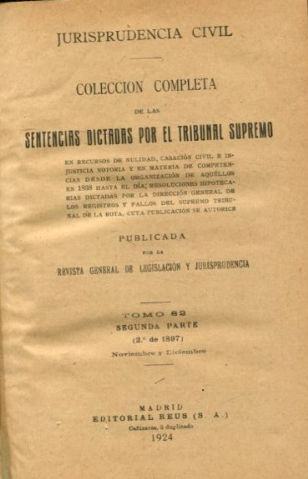 JURISPRUDENCIA CIVIL
COLECCION COMPLETA
DE LAS
SENTENCIAS DICTADAS POR EL TRIBUNAL SUPREMO
EN RECURSOS DE NULIDAD, CASACIÓN CIVIL E IN-
JUSTICIA NOTORIA Y EN MATERIA DE COMPETEN-
CIAS DESDE LA ORGANIZACIÓN DE AQUÉLLOS
EN 1838 HASTA EL DÍA; RESOLUCIONES HIPOTECA-
RIAS DICTADAS POR LA DIRECCIÓN GENERAL DE
LOS REGISTROS Y FALLOS DEL SUPREMO TRIBU-
NAL DE LA ROTA, CUYA PUBLICACIÓN SE AUTORICE
PUBLICADA
POR LA
REVISTA GENERAL DE LEGISLACIÓN Y JURISPRUDENCIA
TOMO 82
SEGUNDA PARTE
(2.º de 1897)
Noviembre y Diciembre
MADRID
EDITORIAL REUS (S. A.)
Cañizares, 3 duplicado
1924